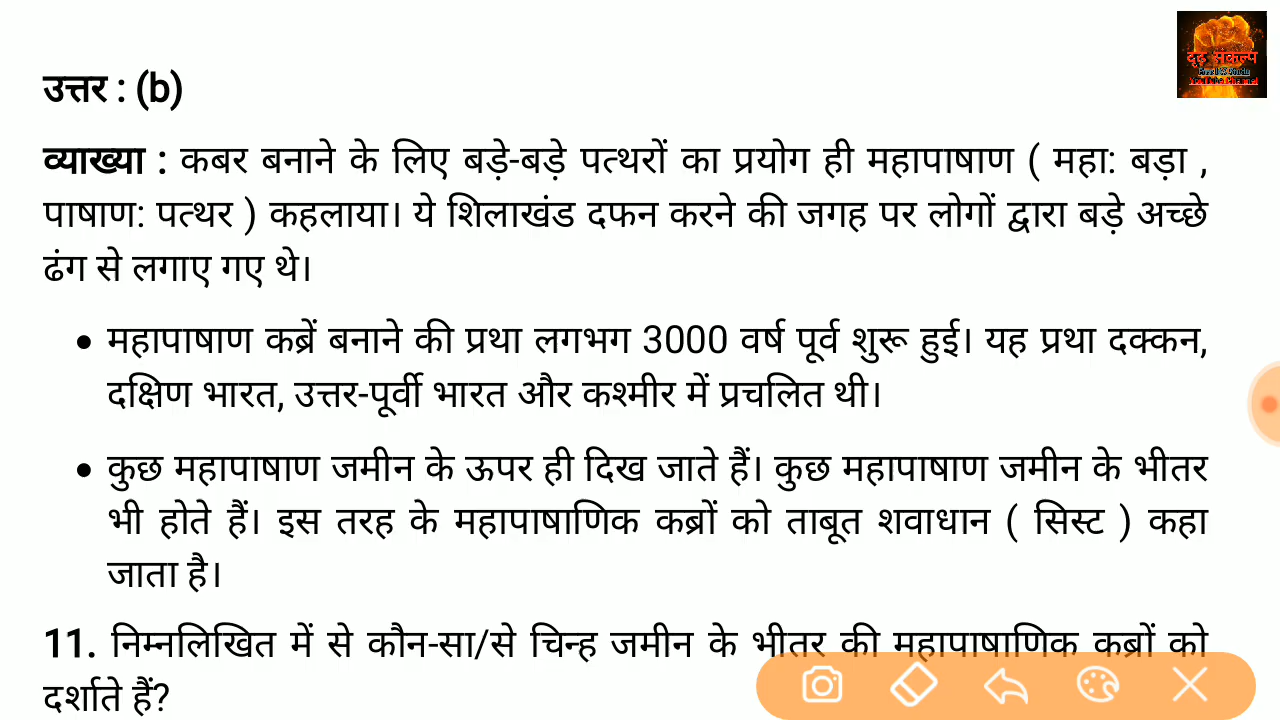 दृढ़ संकल्प
उत्तर : (b)
व्याख्या : कबर बनाने के लिए बड़े-बड़े पत्थरों का प्रयोग ही महापाषाण ( महा: बड़ा ,
पाषाण: पत्थर ) कहलाया। ये शिलाखंड दफन करने की जगह पर लोगों द्वारा बड़े अच्छे
ढंग से लगाए गए थे।
• महापाषाण कब्रें बनाने की प्रथा लगभग 3000 वर्ष पूर्व शुरू हुई। यह प्रथा दक्कन,
दक्षिण भारत, उत्तर-पूर्वी भारत और कश्मीर में प्रचलित थी।
• कुछ महापाषाण जमीन के ऊपर ही दिख जाते हैं। कुछ महापाषाण जमीन के भीतर
भी होते हैं। इस तरह के महापाषाणिक कब्रों को ताबूत शवाधान ( सिस्ट ) कहा
जाता है।
11. निम्नलिखित में से कौन-सा/से चिन्ह जमीन के भीतर की महापाषाणिक कब्रों को
दर्शाते हैं?